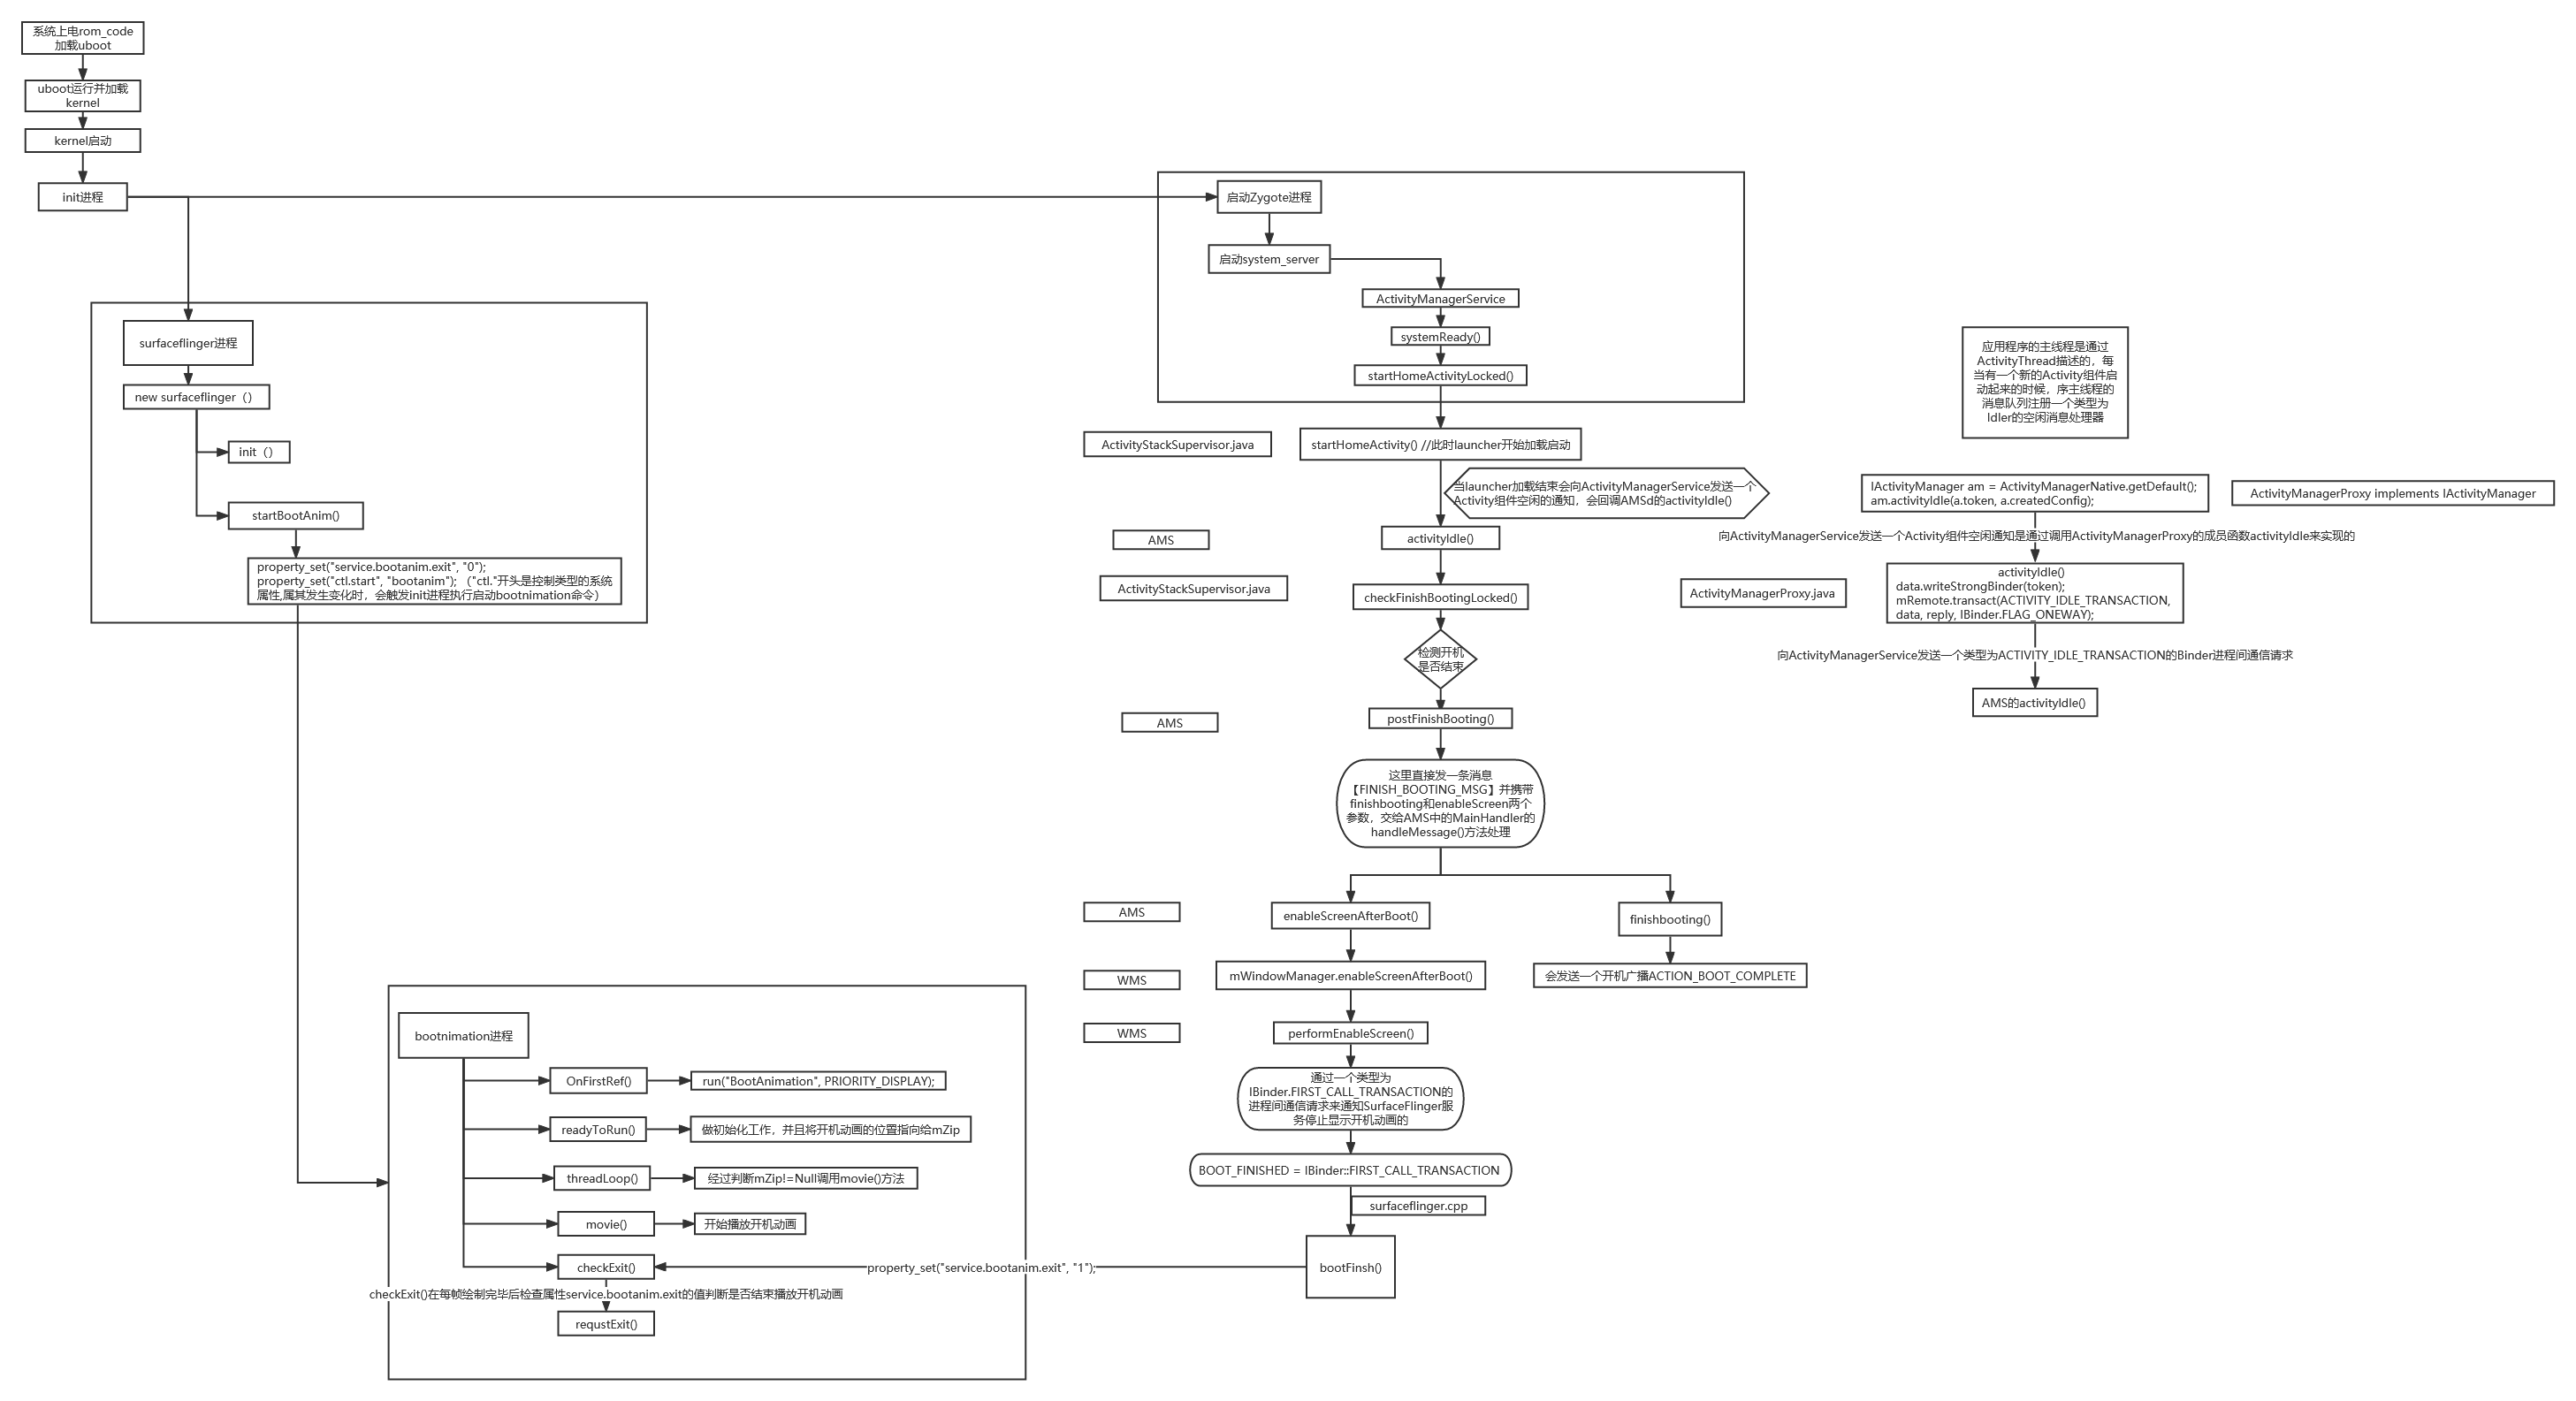 系统上电rom_code
加载uboot
uboot运行并加载
kernel
kernel启动
init进程
surfaceflinger进程
new surfaceflinger（）
init（）
startBootAnim()
property_set("service.bootanim.exit", "0");
property_set("ctl.start", "bootanim"); （"ctl."开头是控制类型的系统
属性,属其发生变化时，会触发init进程执行启动bootnimation命令）
bootnimation进程
OnFirstRef()
run("BootAnimation", PRIORITY_DISPLAY);
readyToRun()
做初始化工作，并且将开机动画的位置指向给mZip
threadLoop()
经过判断mZip!=Null调用movie()方法
movie()
开始播放开机动画
checkExit()
property_set("service.bootanim.exit", "1");
checkExit()在每帧绘制完毕后检查属性service.bootanim.exit的值判断是否结束播放开机动画
requstExit()
启动Zygote进程
启动system_server
ActivityManagerService
systemReady()
startHomeActivityLocked()
ActivityStackSupervisor.java
startHomeActivity() //此时launcher开始加载启动
当launcher加载结束会向ActivityManagerService发送一个
Activity组件空闲的通知，会回调AMSd的activityIdle()
AMS
activityIdle()
ActivityStackSupervisor.java
checkFinishBootingLocked()
检测开机
是否结束
AMS
postFinishBooting()
这里直接发一条消息
【FINISH_BOOTING_MSG】并携带
finishbooting和enableScreen两个
参数，交给AMS中的MainHandler的
handleMessage()方法处理
AMS
enableScreenAfterBoot()
finishbooting()
WMS
mWindowManager.enableScreenAfterBoot()
会发送一个开机广播ACTION_BOOT_COMPLETE
WMS
performEnableScreen()
通过一个类型为
IBinder.FIRST_CALL_TRANSACTION的
进程间通信请求来通知SurfaceFlinger服
务停止显示开机动画的
BOOT_FINISHED = IBinder::FIRST_CALL_TRANSACTION
surfaceflinger.cpp
bootFinsh()
应用程序的主线程是通过
ActivityThread描述的，每
当有一个新的Activity组件启
动起来的时候，序主线程的
消息队列注册一个类型为
Idler的空闲消息处理器
IActivityManager am = ActivityManagerNative.getDefault();
am.activityIdle(a.token, a.createdConfig);
ActivityManagerProxy implements IActivityManager
向ActivityManagerService发送一个Activity组件空闲通知是通过调用ActivityManagerProxy的成员函数activityIdle来实现的
ActivityManagerProxy.java
activityIdle()
data.writeStrongBinder(token);
mRemote.transact(ACTIVITY_IDLE_TRANSACTION,
data, reply, IBinder.FLAG_ONEWAY);
向ActivityManagerService发送一个类型为ACTIVITY_IDLE_TRANSACTION的Binder进程间通信请求
AMS的activityIdle()